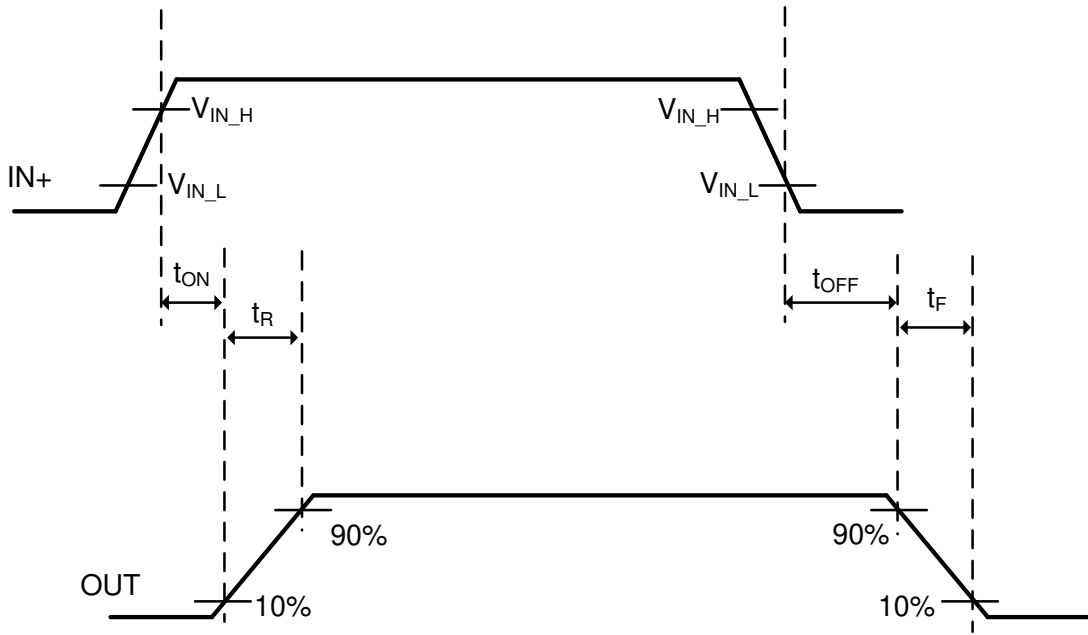 V_IN_H
V_IN_H
IN+
V_IN_L
V_IN_L
t_ON
t_OFF
t_R
t_F
90%
90%
OUT
10%
10%